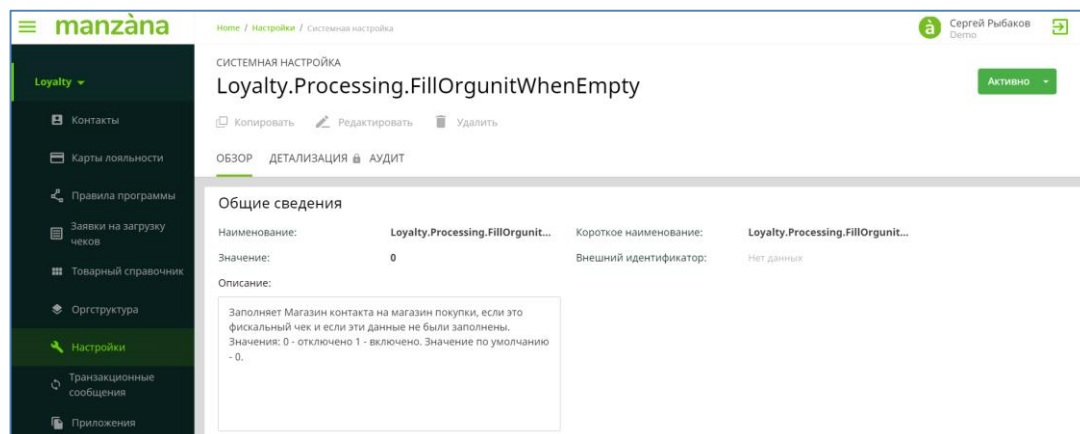 manzàna
Home / Настройки / Системная настройка
à
Сергей Рыбаков
Demo
Loyalty
Контакты
Карты лояльности
Правила программы
Заявки на загрузку
чеков
Товарный справочник
Оргструктура
Настройки
Транзакционные
сообщения
Приложения
СИСТЕМНАЯ НАСТРОЙКА
Loyalty.Processing.FillOrgunitWhenEmpty
Активно
Копировать Редактировать Удалить
ОБЗОР ДЕТАЛИЗАЦИЯ АУДИТ
Общие сведения
Наименование: Loyalty.Processing.FillOrgunit... Короткое наименование: Loyalty.Processing.FillOrgunit...
Значение: 0 Внешний идентификатор: Нет данных
Описание:
Заполняет Магазин контакта на магазин покупки, если это
фискальный чек и если эти данные не были заполнены.
Значения: 0 - отключено 1 - включено. Значение по умолчанию
- 0.